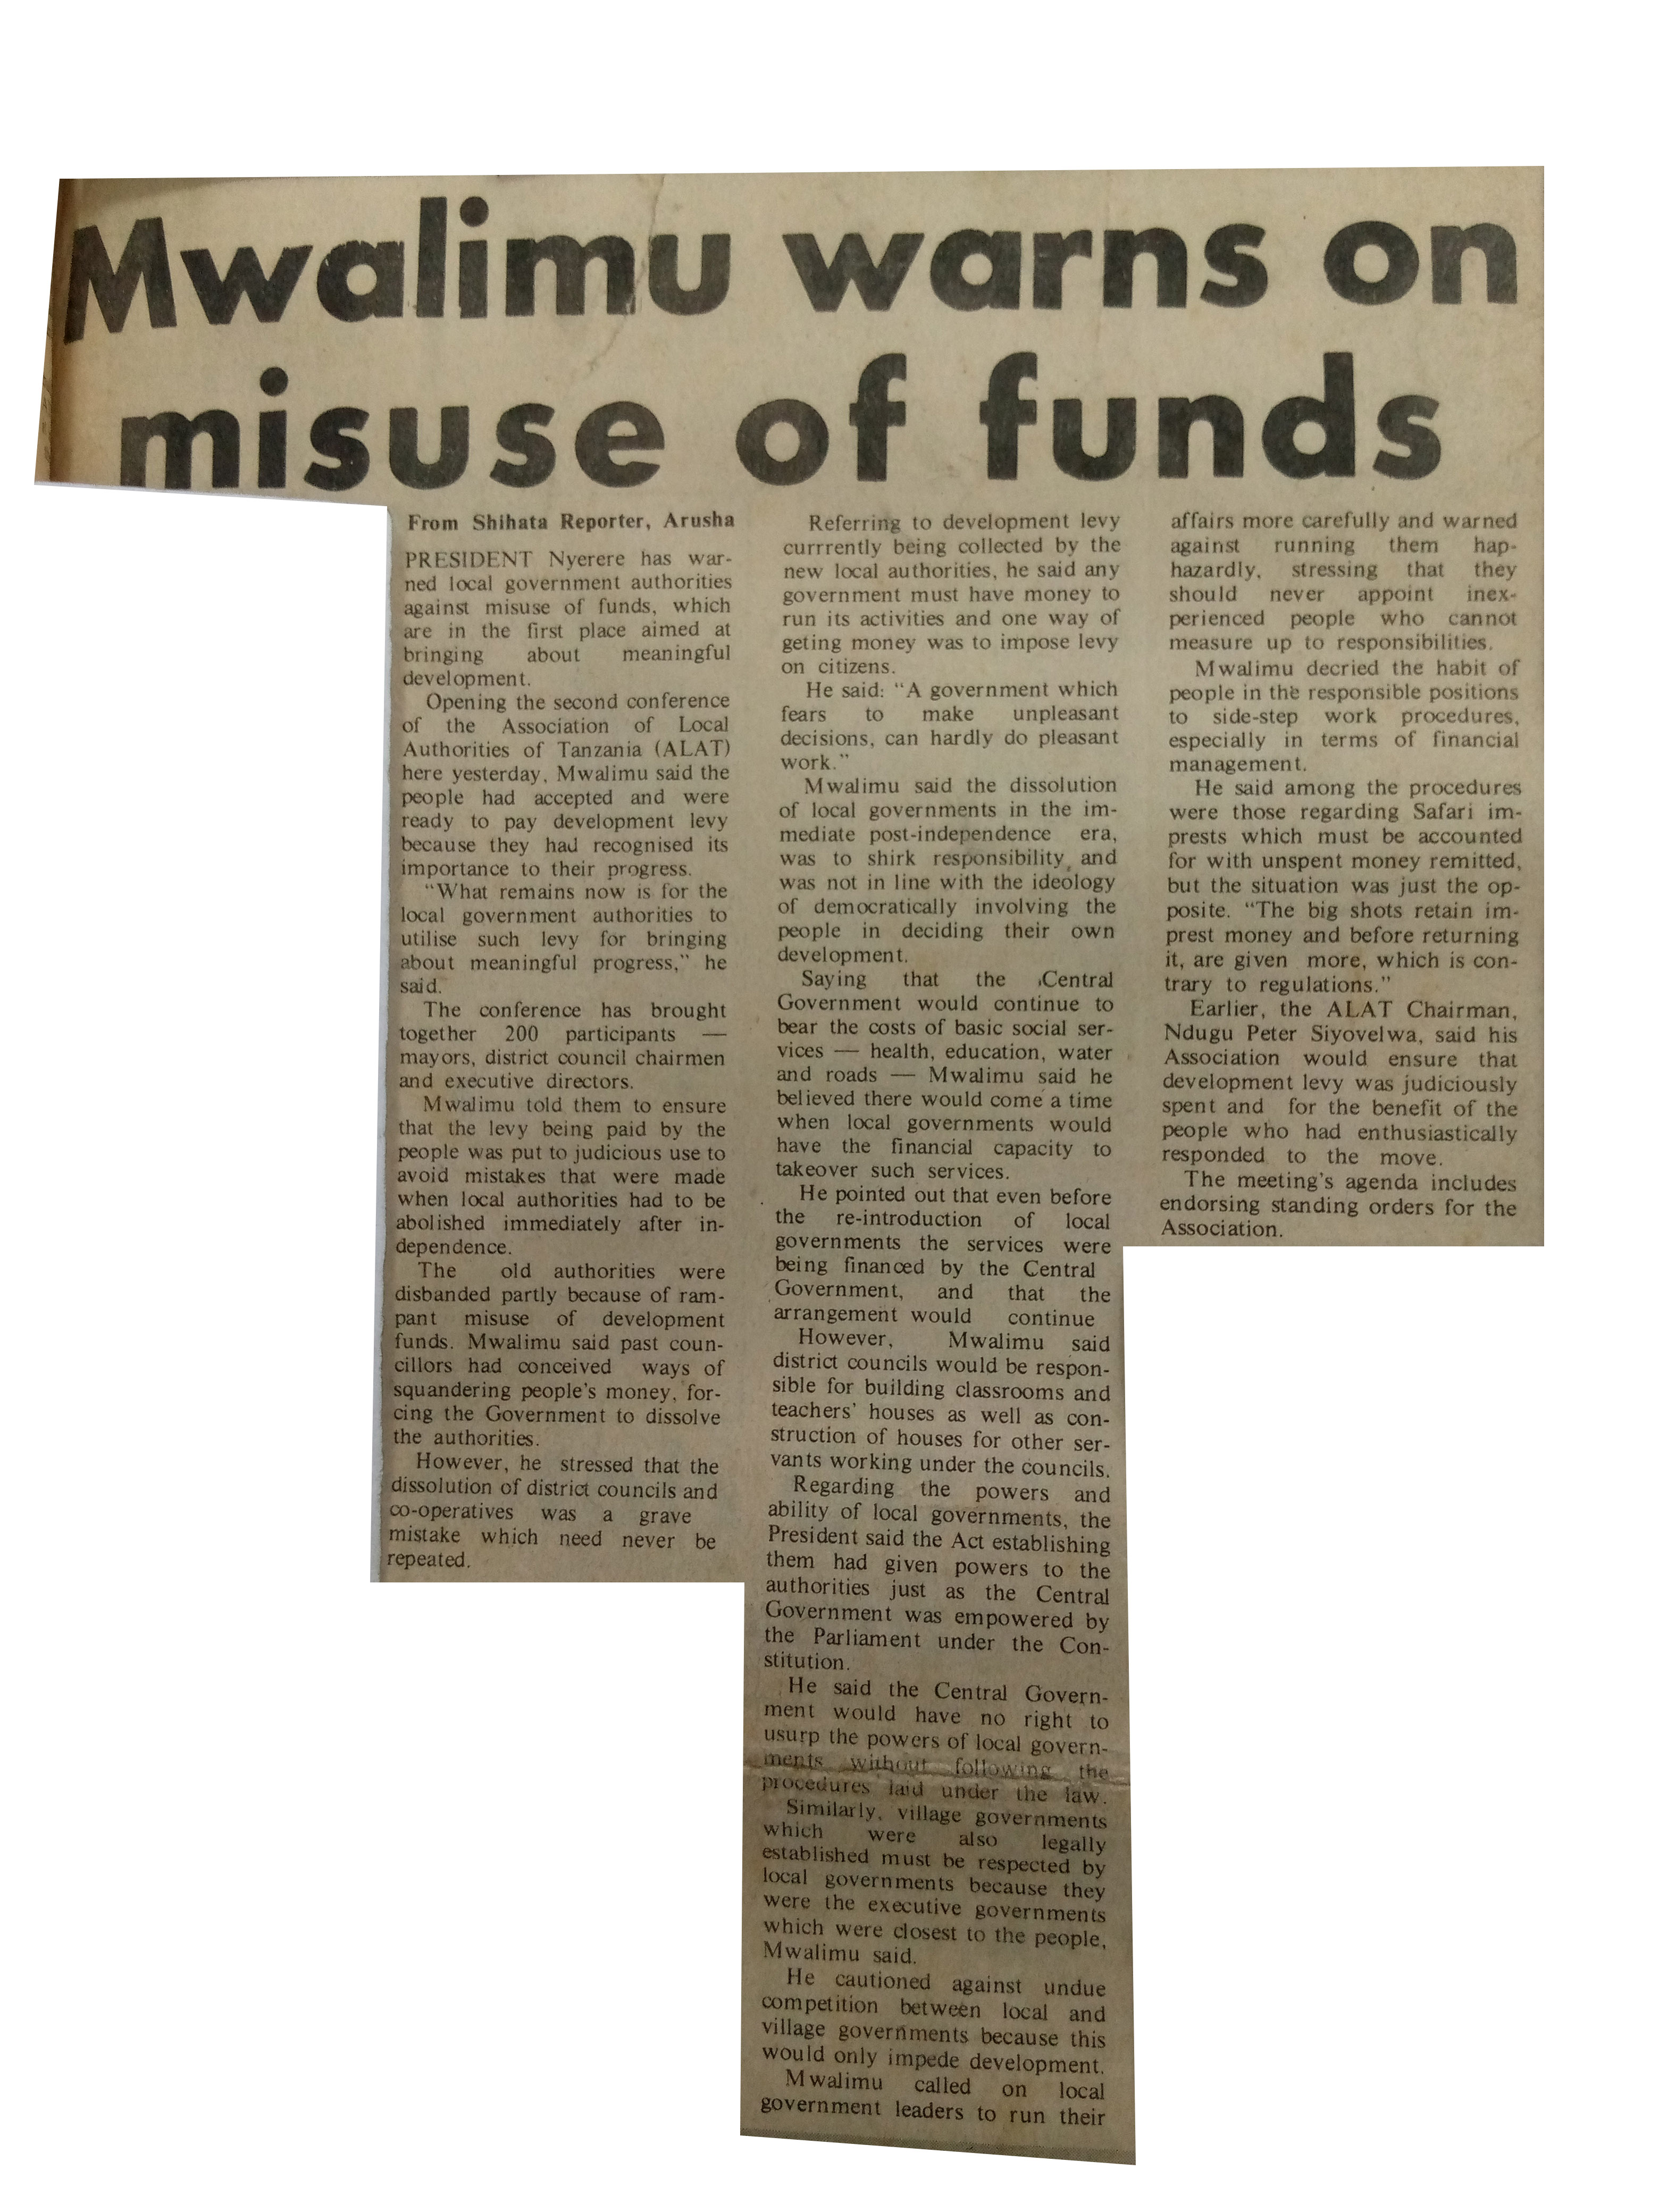 Mwalimu warns on
misuse of funds
From Shihata Reporter, Arusha
PRESIDENT Nyerere has war-
ned local government authorities
against misuse of funds, which
are in the first place aimed at
bringing about meaningful
development.
Opening the second conference
of the Association of Local
Authorities of Tanzania (ALAT)
here yesterday, Mwalimu said the
people had accepted and were
ready to pay development levy
because they had recognised its
importance to their progress.
“What remains now is for the
local government authorities to
utilise such levy for bringing
about meaningful progress,” he
said.
The conference has brought
together 200 participants —
mayors, district council chairmen
and executive directors.
Mwalimu told them to ensure
that the levy being paid by the
people was put to judicious use to
avoid mistakes that were made
when local authorities had to be
abolished immediately after in-
dependence.
The old authorities were
disbanded partly because of ram-
pant misuse of development
funds. Mwalimu said past coun-
cillors had conceived ways of
squandering people's money, for-
cing the Government to dissolve
the authorities.
However, he stressed that the
dissolution of district councils and
co-operatives was a grave
mistake which need never be
repeated.
Referring to development levy
currrently being collected by the
new local authorities, he said any
government must have money to
run its activities and one way of
geting money was to impose levy
on citizens.
He said: “A government which
fears to make unpleasant
decisions, can hardly do pleasant
work.”
Mwalimu said the dissolution
of local governments in the im-
mediate post-independence era,
was to shirk responsibility and
was not in line with the ideology
of democratically involving the
people in deciding their own
development.
Saying that the Central
Government would continue to
bear the costs of basic social ser-
vices — health, education, water
and roads — Mwalimu said he
believed there would come a time
when local governments would
have the financial capacity to
takeover such services.
He pointed out that even before
the re-introduction of local
governments the services were
being financed by the Central
Government, and that the
arrangement would continue
However, Mwalimu said
district councils would be respon-
sible for building classrooms and
teachers' houses as well as con-
struction of houses for other ser-
vants working under the councils.
Regarding the powers and
ability of local governments, the
President said the Act establishing
them had given powers to the
authorities just as the Central
Government was empowered by
the Parliament under the Con-
stitution.
He said the Central Govern-
ment would have no right to
usurp the powers of local govern-
ments without following the
procedures laid under the law.
Similarly, village governments
which were also legally
established must be respected by
local governments because they
were the executive governments
which were closest to the people,
Mwalimu said.
He cautioned against undue
competition between local and
village governments because this
would only impede development.
Mwalimu called on local
government leaders to run their
affairs more carefully and warned
against running them hap-
hazardly, stressing that they
should never appoint inex-
perienced people who cannot
measure up to responsibilities.
Mwalimu decried the habit of
people in the responsible positions
to side-step work procedures,
especially in terms of financial
management.
He said among the procedures
were those regarding Safari im-
prests which must be accounted
for with unspent money remitted,
but the situation was just the op-
posite. “The big shots retain im-
prest money and before returning
it, are given more, which is con-
trary to regulations.”
Earlier, the ALAT Chairman,
Ndugu Peter Siyovelwa, said his
Association would ensure that
development levy was judiciously
spent and for the benefit of the
people who had enthusiastically
responded to the move.
The meeting's agenda includes
endorsing standing orders for the
Association.